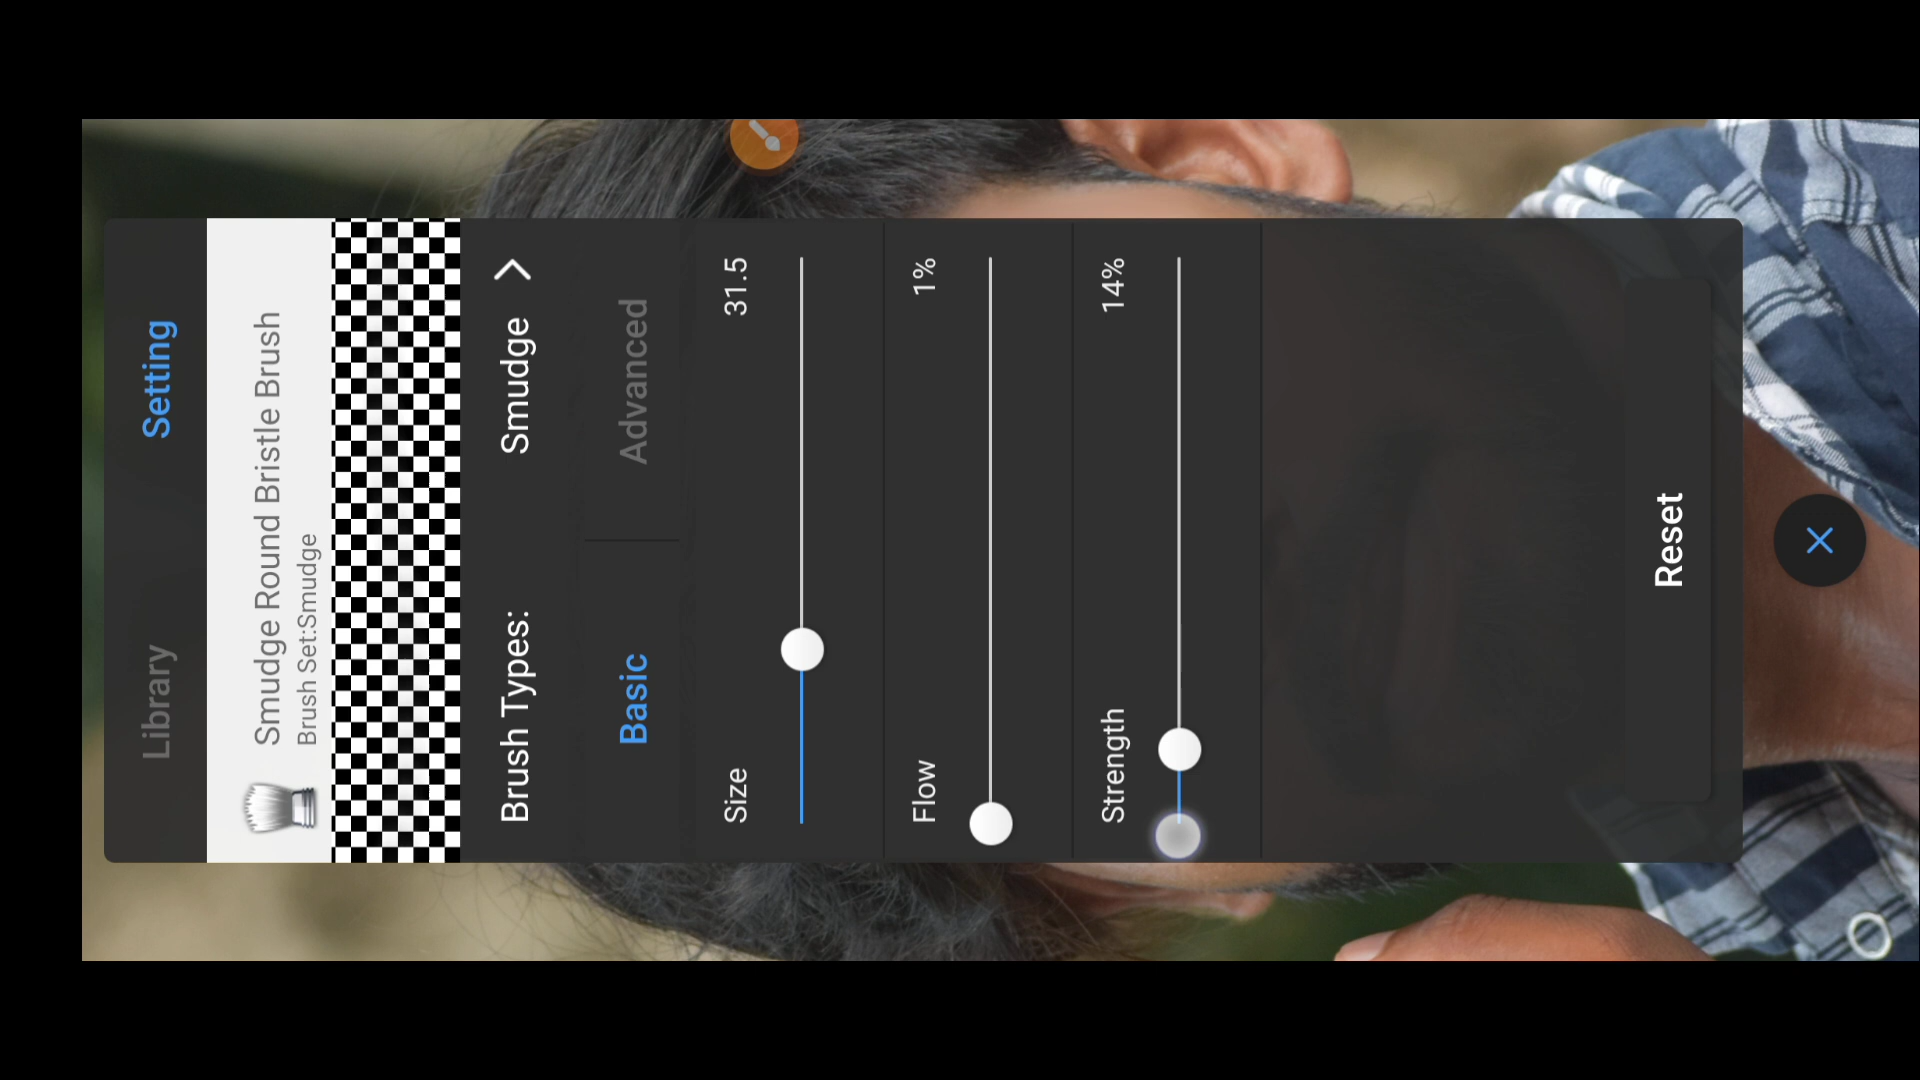 Library
Setting
Smudge Round Bristle Brush
Brush Set:Smudge
Brush Types:
Smudge
Basic
Advanced
Size
31.5
Flow
1%
Strength
14%
Reset